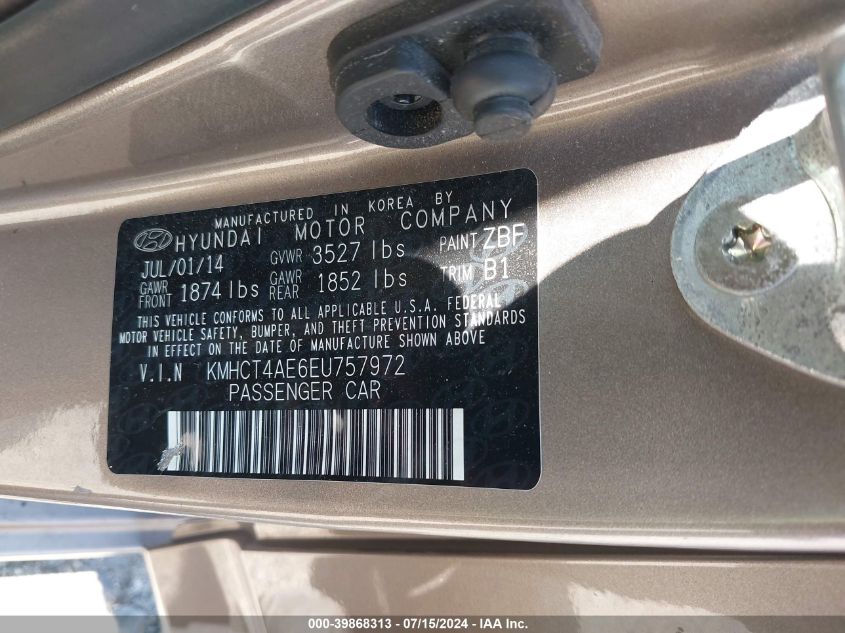 MANUFACTURED IN KOREA BY
HYUNDAI MOTOR COMPANY
JUL/01/14 GVWR 3527 lbs PAINT ZBF
GAWR FRONT 1874 lbs GAWR REAR 1852 lbs TRIM B1
THIS VEHICLE CONFORMS TO ALL APPLICABLE U.S.A. FEDERAL
MOTOR VEHICLE SAFETY, BUMPER, AND THEFT PREVENTION STANDARDS
IN EFFECT ON THE DATE OF MANUFACTURE SHOWN ABOVE
V.I.N KMHCT4AE6EU757972
PASSENGER CAR
000-39868313 - 07/15/2024 - IAA Inc.